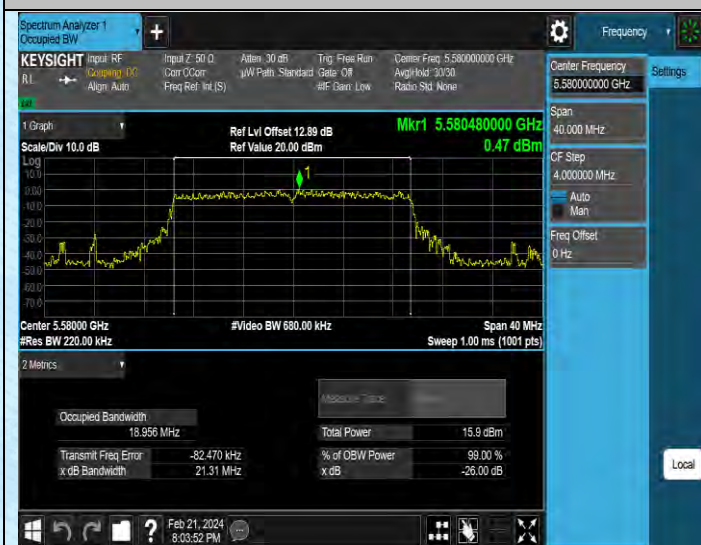 Spectrum Analyzer 1
Occupied BW
+
Frequency
KEYSIGHT
Input: RF
Coupling: DC
Align: Auto
RL
Input Z: 50 Ω
Corr CCorr
Freq Ref: Int (S)
Atten: 30 dB
µW Path: Standard
Trig: Free Run
Gate: Off
#IF Gain: Low
Center Freq: 5.580000000 GHz
Avg|Hold: 30/30
Radio Std: None
Center Frequency
5.580000000 GHz
Settings
Span
40.000 MHz
CF Step
4.000000 MHz
Auto
Man
Freq Offset
0 Hz
Local
1 Graph
Scale/Div 10.0 dB
Ref Lvl Offset 12.89 dB
Ref Value 20.00 dBm
Mkr1 5.580480000 GHz
0.47 dBm
Log
10.0
0.00
-10.0
-20.0
-30.0
-40.0
-50.0
-60.0
-70.0
1
Center 5.58000 GHz
#Res BW 220.00 kHz
#Video BW 680.00 kHz
Span 40 MHz
Sweep 1.00 ms (1001 pts)
2 Metrics
Measure Trace
Occupied Bandwidth
18.956 MHz
Total Power
15.9 dBm
Transmit Freq Error
-82.470 kHz
% of OBW Power
99.00 %
x dB Bandwidth
21.31 MHz
x dB
-26.00 dB
?
Feb 21, 2024
8:03:52 PM